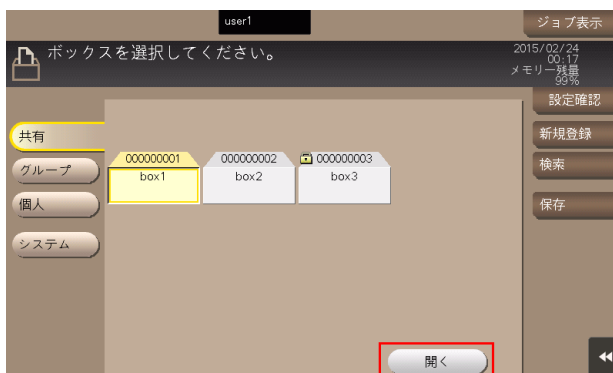 user1
ジョブ表示
ボックスを選択してください。
2015/02/24
00:17
メモリー残量
99%
設定確認
共有
新規登録
000000001
000000002
000000003
グループ
box1
box2
box3
検索
個人
保存
システム
開く